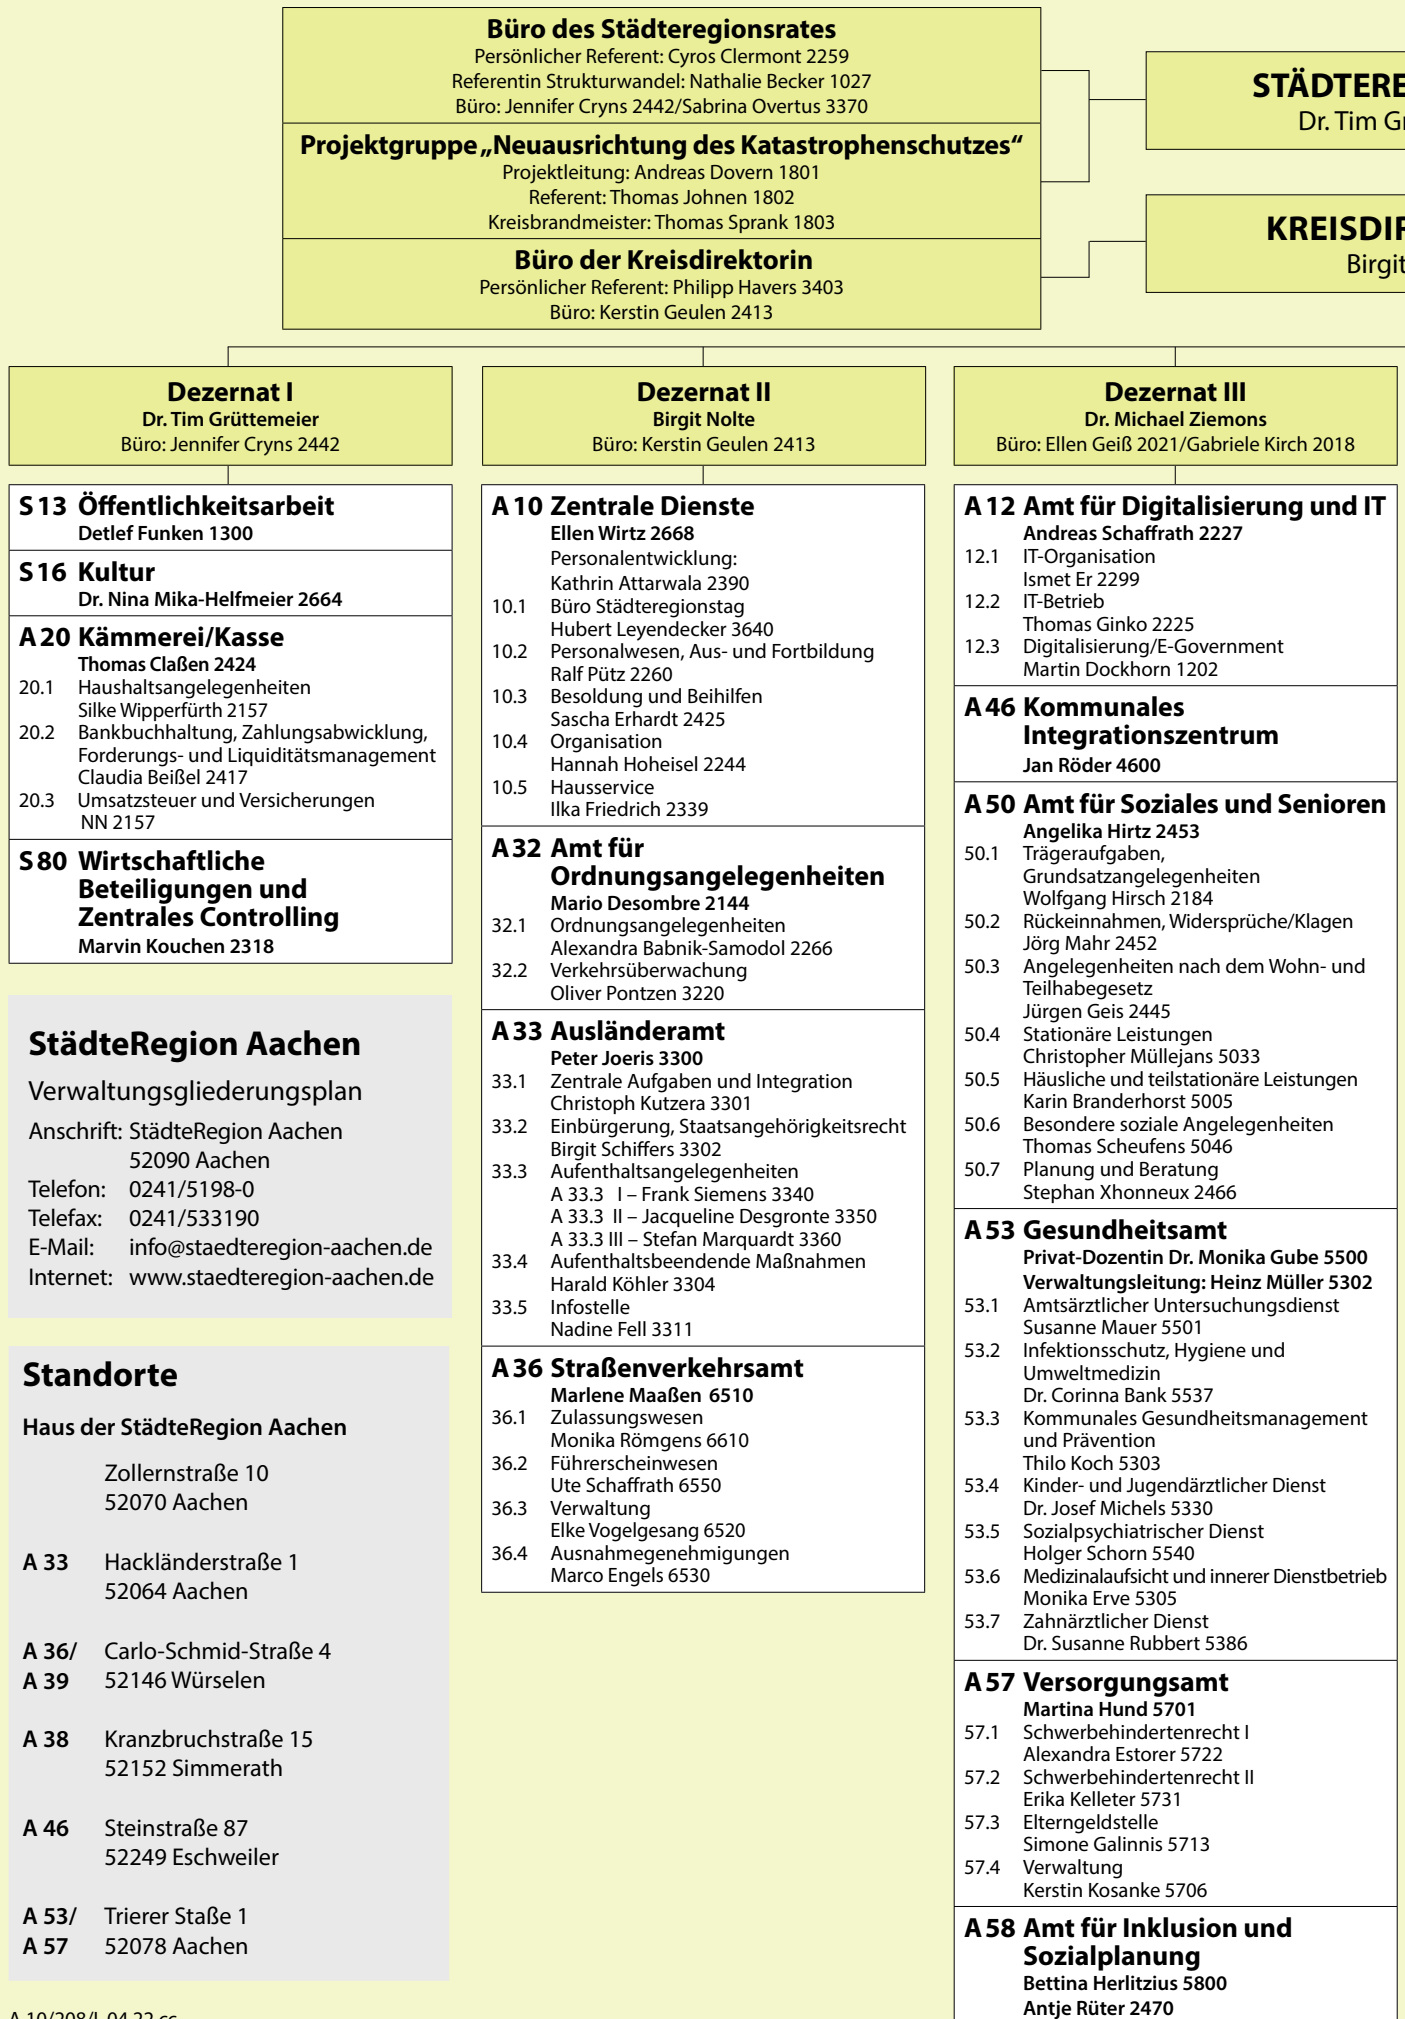 Büro des Städteregionsrates
Persönlicher Referent: Cyros Clermont 2259
Referentin Strukturwandel: Nathalie Becker 1027
Büro: Jennifer Cryns 2442/Sabrina Overtus 3370
Projektgruppe „Neuausrichtung des Katastrophenschutzes“
Projektleitung: Andreas Dovern 1801
Referent: Thomas Johnen 1802
Kreisbrandmeister: Thomas Sprank 1803
Büro der Kreisdirektorin
Persönlicher Referent: Philipp Havers 3403
Büro: Kerstin Geulen 2413
STÄDTERE
Dr. Tim Gr
KREISDIR
Birgit
Dezernat I
Dr. Tim Grüttemeier
Büro: Jennifer Cryns 2442
S 13 Öffentlichkeitsarbeit
Detlef Funken 1300
S 16 Kultur
Dr. Nina Mika-Helfmeier 2664
A 20 Kämmerei/Kasse
Thomas Claßen 2424
20.1 Haushaltsangelegenheiten
Silke Wipperfürth 2157
20.2 Bankbuchhaltung, Zahlungsabwicklung,
Forderungs- und Liquiditätsmanagement
Claudia Beißel 2417
20.3 Umsatzsteuer und Versicherungen
NN 2157
S 80 Wirtschaftliche
Beteiligungen und
Zentrales Controlling
Marvin Kouchen 2318
StädteRegion Aachen
Verwaltungsgliederungsplan
Anschrift: StädteRegion Aachen
52090 Aachen
Telefon: 0241/5198-0
Telefax: 0241/533190
E-Mail: info@staedteregion-aachen.de
Internet: www.staedteregion-aachen.de
Standorte
Haus der StädteRegion Aachen
Zollernstraße 10
52070 Aachen
A 33 Hackländerstraße 1
52064 Aachen
A 36/ Carlo-Schmid-Straße 4
A 39 52146 Würselen
A 38 Kranzbruchstraße 15
52152 Simmerath
A 46 Steinstraße 87
52249 Eschweiler
A 53/ Trierer Staße 1
A 57 52078 Aachen
Dezernat II
Birgit Nolte
Büro: Kerstin Geulen 2413
A 10 Zentrale Dienste
Ellen Wirtz 2668
Personalentwicklung:
Kathrin Attarwala 2390
10.1 Büro Städteregionstag
Hubert Leyendecker 3640
10.2 Personalwesen, Aus- und Fortbildung
Ralf Pütz 2260
10.3 Besoldung und Beihilfen
Sascha Erhardt 2425
10.4 Organisation
Hannah Hoheisel 2244
10.5 Hausservice
Ilka Friedrich 2339
A 32 Amt für
Ordnungsangelegenheiten
Mario Desombre 2144
32.1 Ordnungsangelegenheiten
Alexandra Babnik-Samodol 2266
32.2 Verkehrsüberwachung
Oliver Pontzen 3220
A 33 Ausländeramt
Peter Joeris 3300
33.1 Zentrale Aufgaben und Integration
Christoph Kutzera 3301
33.2 Einbürgerung, Staatsangehörigkeitsrecht
Birgit Schiffers 3302
33.3 Aufenthaltsangelegenheiten
A 33.3 I – Frank Siemens 3340
A 33.3 II – Jacqueline Desgronte 3350
A 33.3 III – Stefan Marquardt 3360
33.4 Aufenthaltsbeendende Maßnahmen
Harald Köhler 3304
33.5 Infostelle
Nadine Fell 3311
A 36 Straßenverkehrsamt
Marlene Maaßen 6510
36.1 Zulassungswesen
Monika Römgens 6610
36.2 Führerscheinwesen
Ute Schaffrath 6550
36.3 Verwaltung
Elke Vogelgesang 6520
36.4 Ausnahmegenehmigungen
Marco Engels 6530
Dezernat III
Dr. Michael Ziemons
Büro: Ellen Geiß 2021/Gabriele Kirch 2018
A 12 Amt für Digitalisierung und IT
Andreas Schaffrath 2227
12.1 IT-Organisation
Ismet Er 2299
12.2 IT-Betrieb
Thomas Ginko 2225
12.3 Digitalisierung/E-Government
Martin Dockhorn 1202
A 46 Kommunales
Integrationszentrum
Jan Röder 4600
A 50 Amt für Soziales und Senioren
Angelika Hirtz 2453
50.1 Trägeraufgaben,
Grundsatzangelegenheiten
Wolfgang Hirsch 2184
50.2 Rückeinnahmen, Widersprüche/Klagen
Jörg Mahr 2452
50.3 Angelegenheiten nach dem Wohn- und
Teilhabegesetz
Jürgen Geis 2445
50.4 Stationäre Leistungen
Christopher Müllejans 5033
50.5 Häusliche und teilstationäre Leistungen
Karin Branderhorst 5005
50.6 Besondere soziale Angelegenheiten
Thomas Scheufens 5046
50.7 Planung und Beratung
Stephan Xhonneux 2466
A 53 Gesundheitsamt
Privat-Dozentin Dr. Monika Gube 5500
Verwaltungsleitung: Heinz Müller 5302
53.1 Amtsärztlicher Untersuchungsdienst
Susanne Mauer 5501
53.2 Infektionsschutz, Hygiene und
Umweltmedizin
Dr. Corinna Bank 5537
53.3 Kommunales Gesundheitsmanagement
und Prävention
Thilo Koch 5303
53.4 Kinder- und Jugendärztlicher Dienst
Dr. Josef Michels 5330
53.5 Sozialpsychiatrischer Dienst
Holger Schorn 5540
53.6 Medizinalaufsicht und innerer Dienstbetrieb
Monika Erve 5305
53.7 Zahnärztlicher Dienst
Dr. Susanne Rubbert 5386
A 57 Versorgungsamt
Martina Hund 5701
57.1 Schwerbehindertenrecht I
Alexandra Estorer 5722
57.2 Schwerbehindertenrecht II
Erika Kelleter 5731
57.3 Elterngeldstelle
Simone Galinnis 5713
57.4 Verwaltung
Kerstin Kosanke 5706
A 58 Amt für Inklusion und
Sozialplanung
Bettina Herlitzius 5800
Antje Rüter 2470